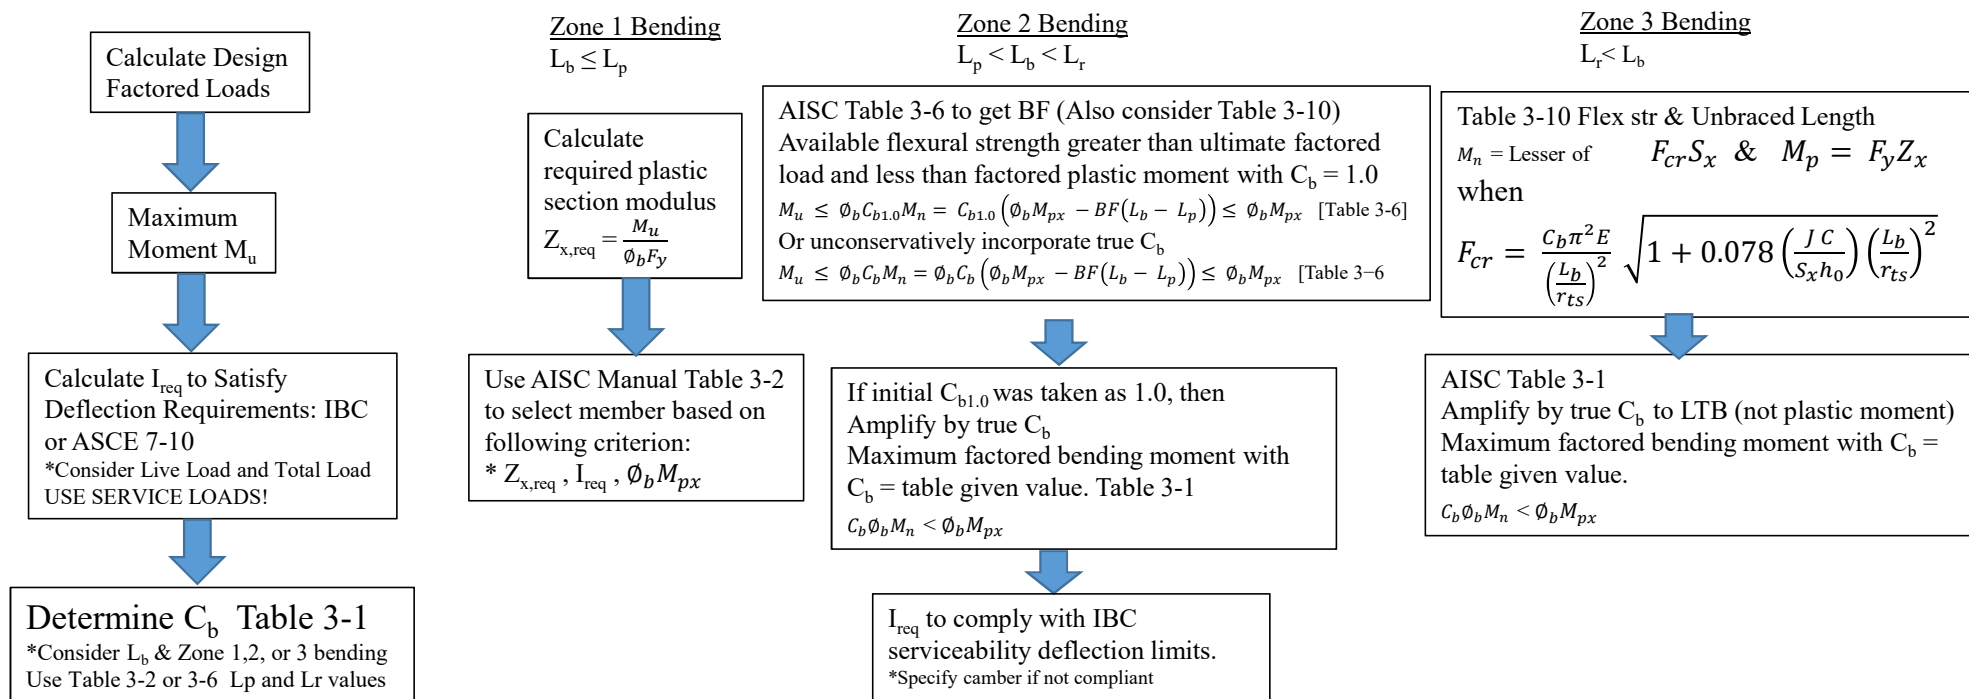 Calculate Design
Factored Loads
Maximum
Moment M_u
Calculate I_req to Satisfy
Deflection Requirements: IBC
or ASCE 7-10
*Consider Live Load and Total Load
USE SERVICE LOADS!
Determine C_b Table 3-1
*Consider L_b & Zone 1,2, or 3 bending
Use Table 3-2 or 3-6 Lp and Lr values
Zone 1 Bending
L_b ≤ L_p
Calculate
required plastic
section modulus
Z_x,req = M_u / Ø_b F_y
Use AISC Manual Table 3-2
to select member based on
following criterion:
* Z_x,req , I_req , Ø_b M_px
Zone 2 Bending
L_p < L_b < L_r
AISC Table 3-6 to get BF (Also consider Table 3-10)
Available flexural strength greater than ultimate factored
load and less than factored plastic moment with C_b = 1.0
M_u ≤ Ø_b C_b1.0 M_n = C_b1.0 (Ø_b M_px − BF(L_b − L_p)) ≤ Ø_b M_px [Table 3-6]
Or unconservatively incorporate true C_b
M_u ≤ Ø_b C_b M_n = Ø_b C_b (Ø_b M_px − BF(L_b − L_p)) ≤ Ø_b M_px [Table 3−6
If initial C_b1.0 was taken as 1.0, then
Amplify by true C_b
Maximum factored bending moment with
C_b = table given value. Table 3-1
C_b Ø_b M_n < Ø_b M_px
I_req to comply with IBC
serviceability deflection limits.
*Specify camber if not compliant
Zone 3 Bending
L_r< L_b
Table 3-10 Flex str & Unbraced Length
M_n = Lesser of F_cr S_x & M_p = F_y Z_x
when
F_cr = C_b π² E / (L_b / r_ts)² √(1 + 0.078 (J C / S_x h_0) (L_b / r_ts)²)
AISC Table 3-1
Amplify by true C_b to LTB (not plastic moment)
Maximum factored bending moment with C_b =
table given value.
C_b Ø_b M_n < Ø_b M_px